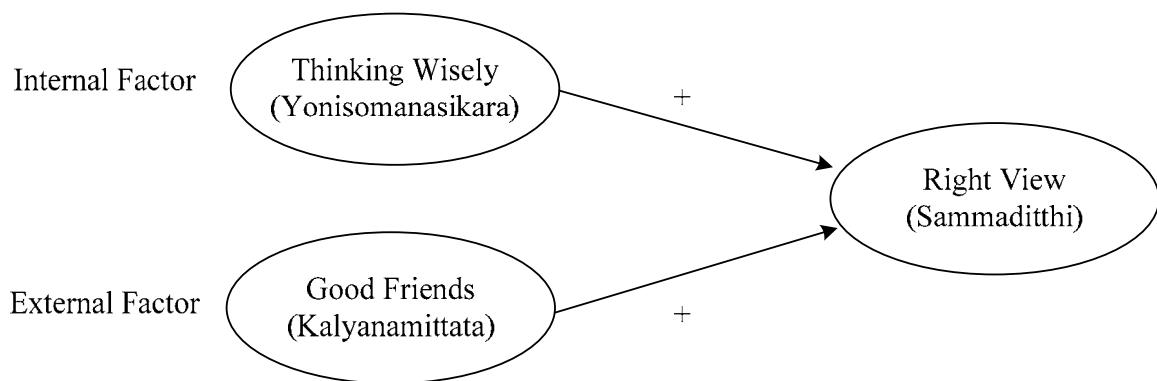 Internal Factor
Thinking Wisely
(Yonisomanasikara)
+
Right View
(Sammaditthi)
External Factor
Good Friends
(Kalyanamittata)
+